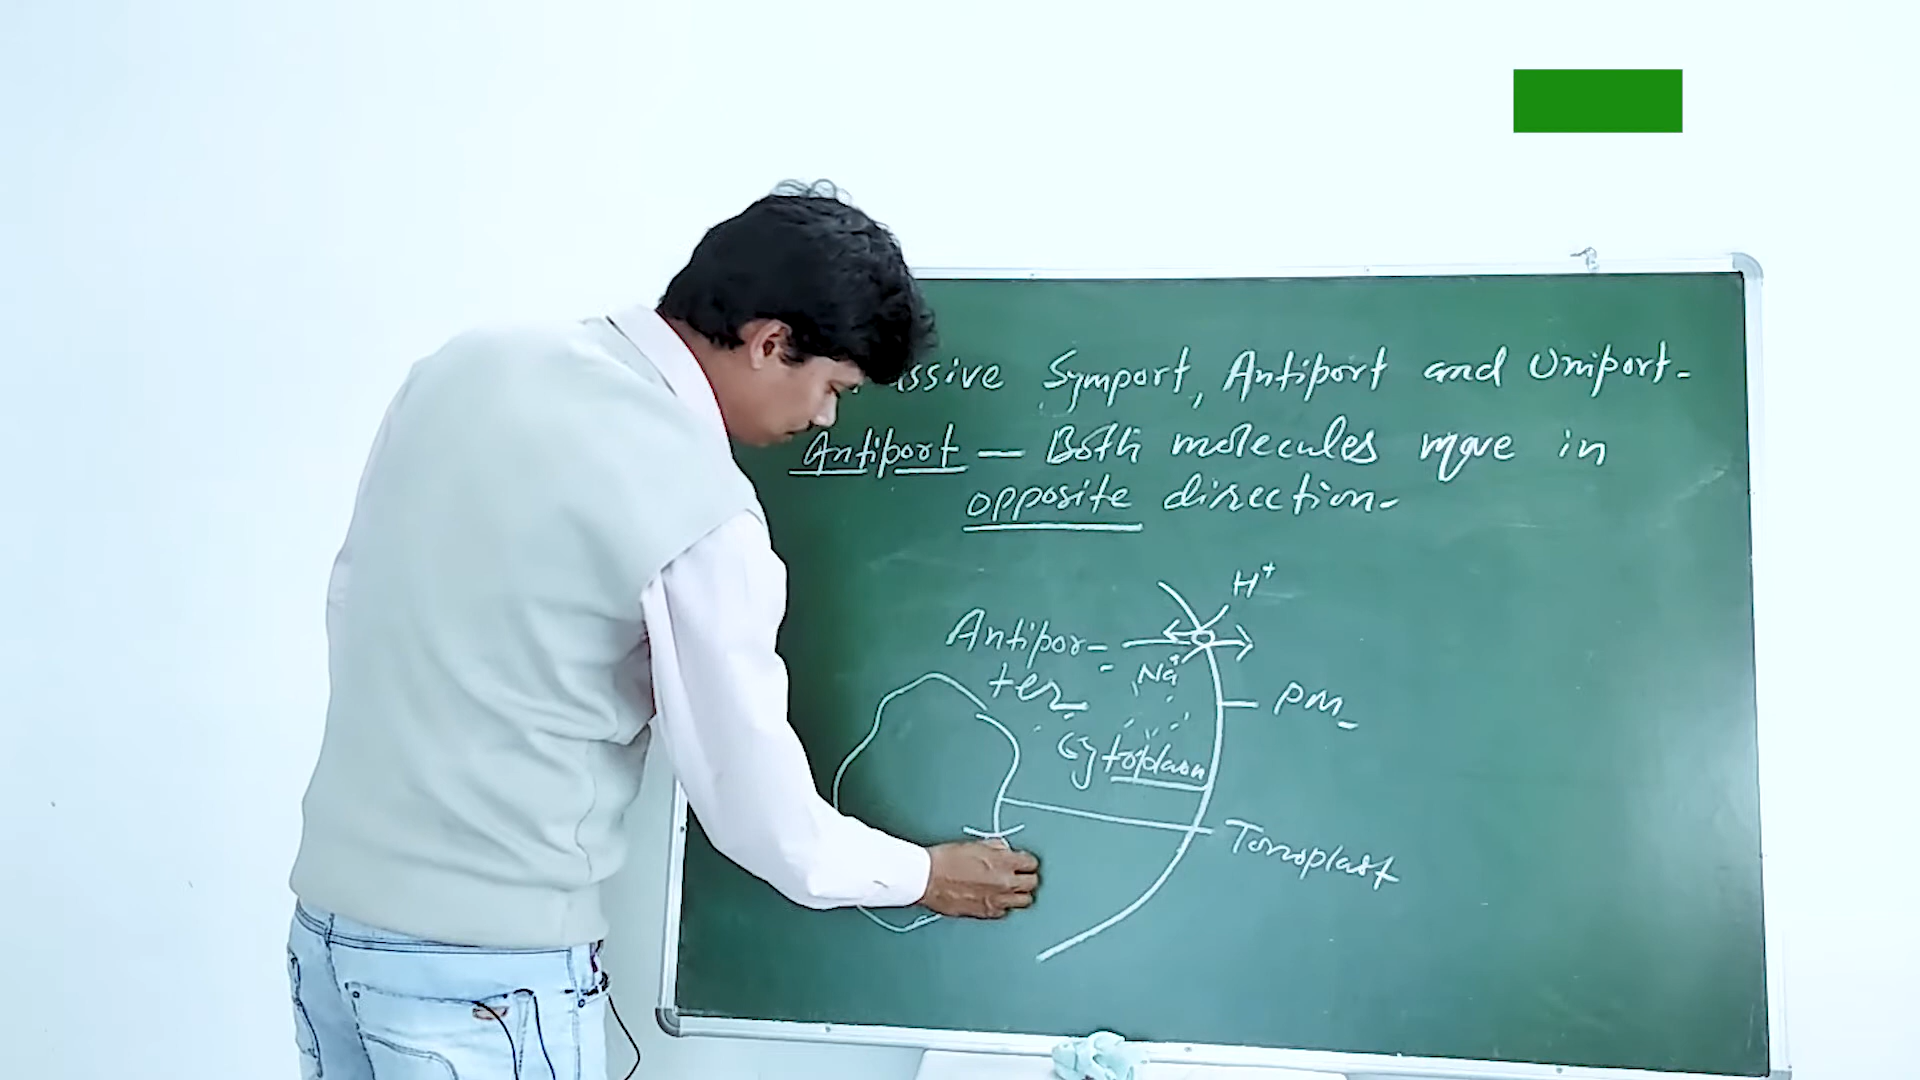 ssive Symport, Antiport and Uniport-
Antiport — Both molecules move in
opposite direction-
H+
Antipor-
ter
Na+
PM
Cytoplasm
Tonoplast